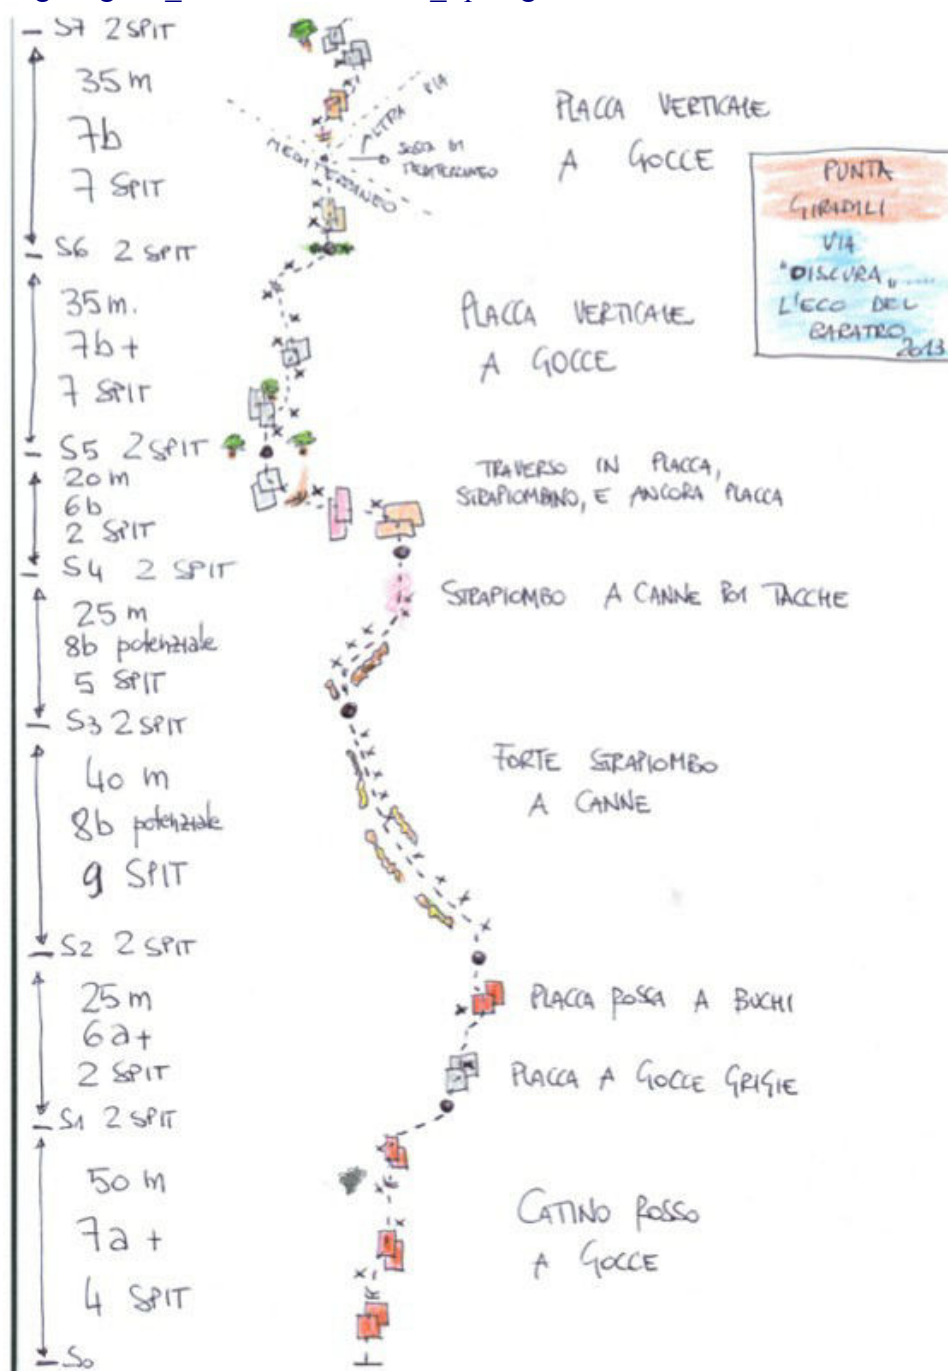 S7 2 SPIT
35 m
7b
7 SPIT
ALTRA VIA
MEDITERRANEO
SOSTA DI
MEDITERRANEO
PLACCA VERTICALE
A GOCCE
PUNTA
GIRADILI
VIA
"DISCURA„......
L'ECO DEL
BARATRO
2013
S6 2 SPIT
35 m.
7b+
7 SPIT
PLACCA VERTICALE
A GOCCE
S5 2 SPIT
20 m
6b
2 SPIT
TRAVERSO IN PLACCA,
STRAPIOMBINO, E ANCORA PLACCA
S4 2 SPIT
25 m
8b potenziale
5 SPIT
STRAPIOMBO A CANNE POI TACCHE
S3 2 SPIT
40 m
8b potenziale
9 SPIT
FORTE STRAPIOMBO
A CANNE
S2 2 SPIT
25 m
6a+
2 SPIT
PLACCA ROSSA A BUCHI
PLACCA A GOCCE GRIGIE
S1 2 SPIT
50 m
7a+
4 SPIT
CATINO ROSSO
A GOCCE
S0